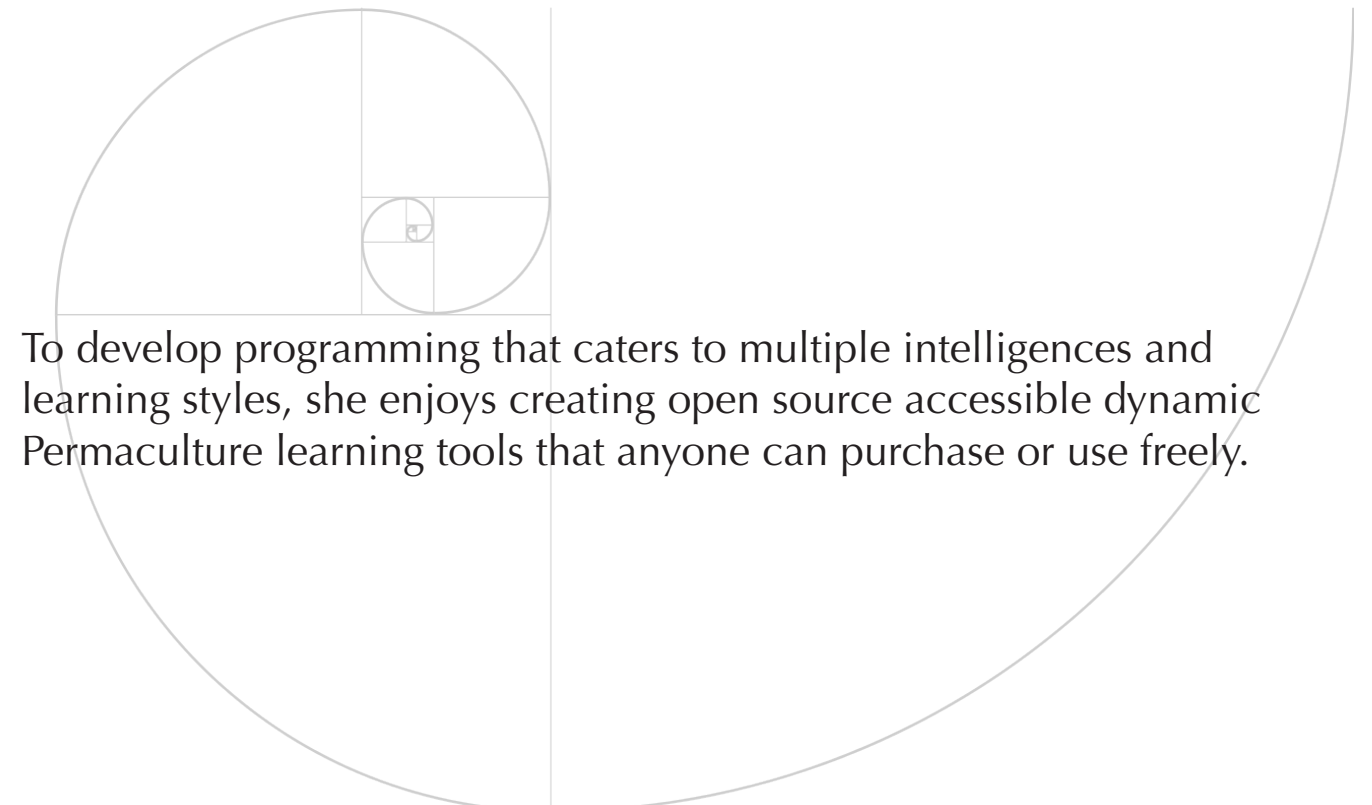 To develop programming that caters to multiple intelligences and
learning styles, she enjoys creating open source accessible dynamic
Permaculture learning tools that anyone can purchase or use freely.